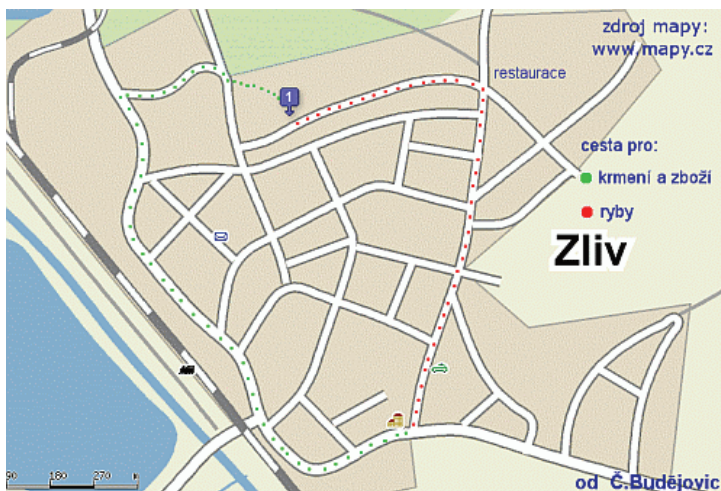 zdroj mapy:
www.mapy.cz
restaurace
1
cesta pro:
krmení a zboží
ryby
Zliv
90 180 270 m
od Č.Budějovic